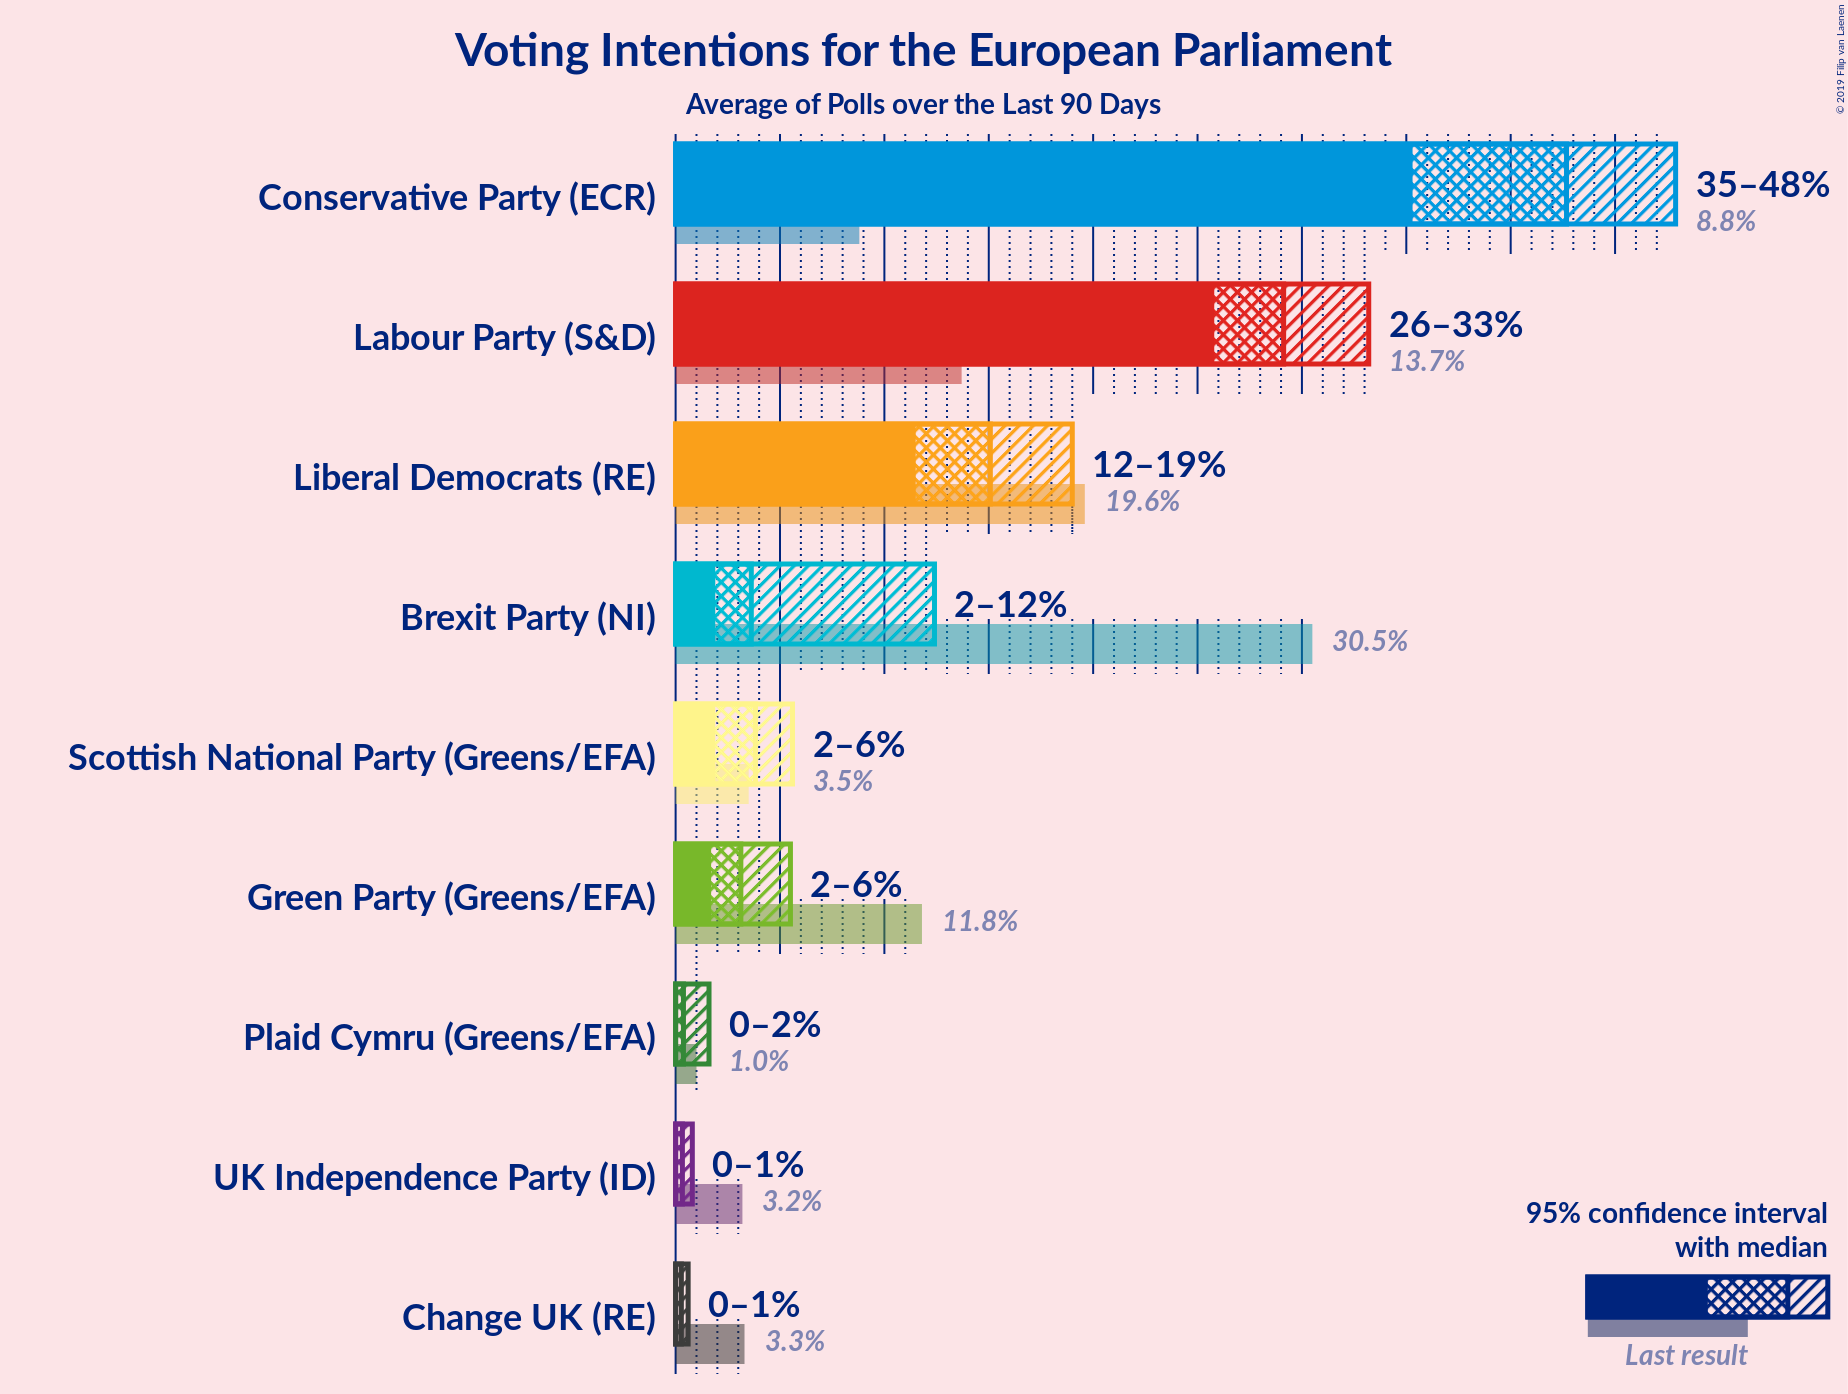 Voting Intentions for the European Parliament
Average of Polls over the Last 90 Days
© 2019 Filip van Laenen
Conservative Party (ECR)
35–48%
8.8%
Labour Party (S&D)
26–33%
13.7%
Liberal Democrats (RE)
12–19%
19.6%
Brexit Party (NI)
2–12%
30.5%
Scottish National Party (Greens/EFA)
2–6%
3.5%
Green Party (Greens/EFA)
2–6%
11.8%
Plaid Cymru (Greens/EFA)
0–2%
1.0%
UK Independence Party (ID)
0–1%
3.2%
Change UK (RE)
0–1%
3.3%
95% confidence interval
with median
Last result